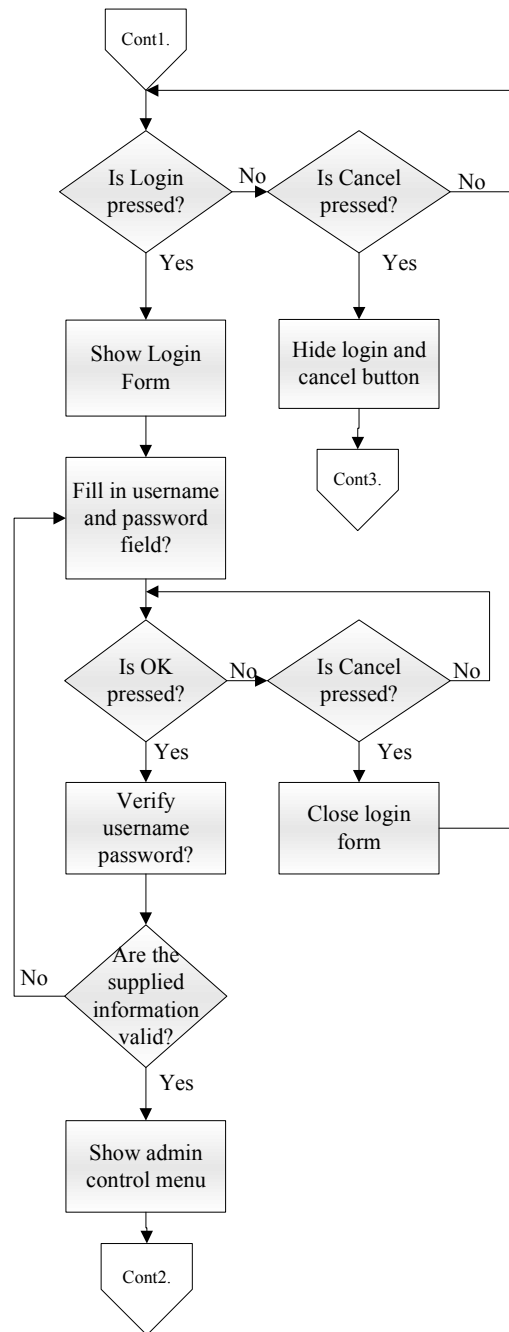 Cont1.
Is Login
pressed?
No
Is Cancel
pressed?
No
Yes
Yes
Show Login
Form
Hide login and
cancel button
Cont3.
Fill in username
and password
field?
Is OK
pressed?
No
Is Cancel
pressed?
No
Yes
Yes
Verify
username
password?
Close login
form
Are the
supplied
information
valid?
No
Yes
Show admin
control menu
Cont2.